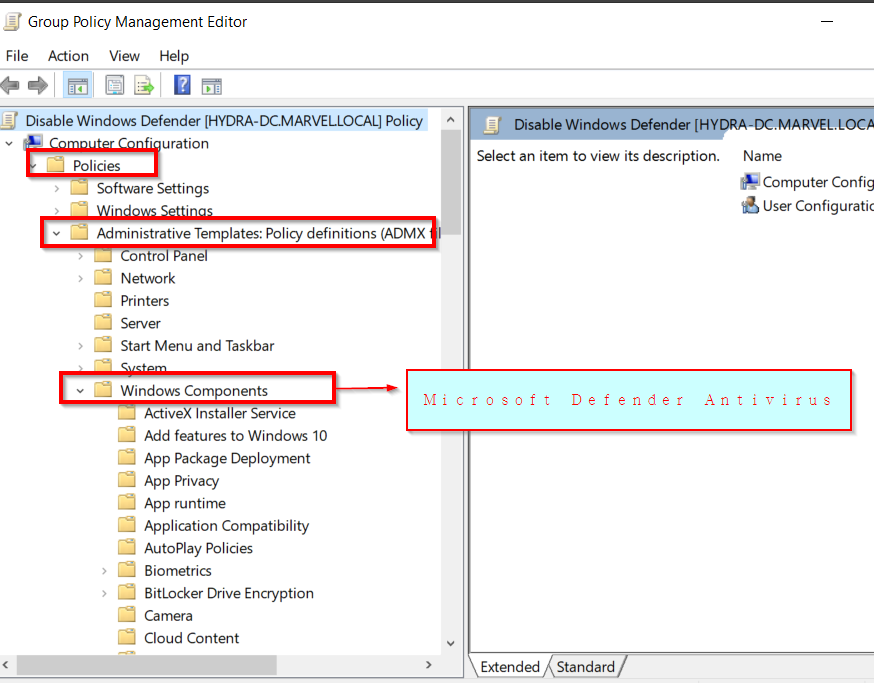 Group Policy Management Editor
File Action View Help
Disable Windows Defender [HYDRA-DC.MARVEL.LOCAL] Policy
Computer Configuration
Policies
Software Settings
Windows Settings
Administrative Templates: Policy definitions (ADMX fil
Control Panel
Network
Printers
Server
Start Menu and Taskbar
System
Windows Components
ActiveX Installer Service
Add features to Windows 10
App Package Deployment
App Privacy
App runtime
Application Compatibility
AutoPlay Policies
Biometrics
BitLocker Drive Encryption
Camera
Cloud Content
Disable Windows Defender [HYDRA-DC.MARVEL.LOCA
Select an item to view its description.
Name
Computer Config
User Configuratio
Microsoft Defender Antivirus
Extended Standard